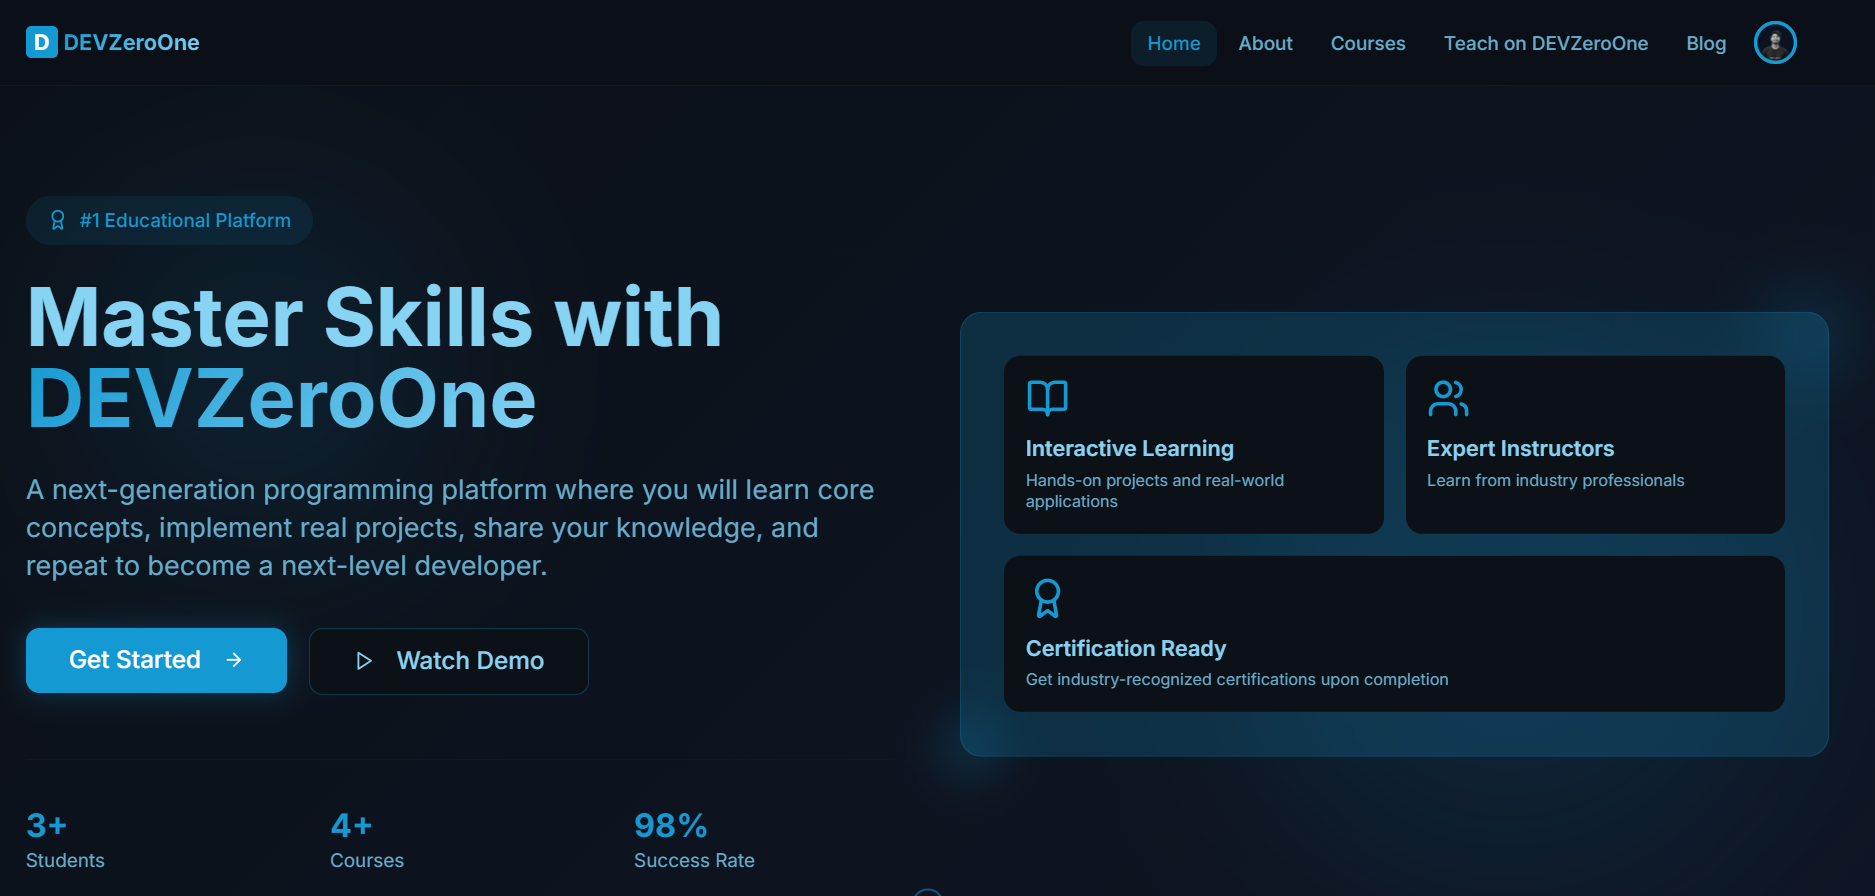 D DEVZeroOne
Home About Courses Teach on DEVZeroOne Blog
#1 Educational Platform
Master Skills with
DEVZeroOne
A next-generation programming platform where you will learn core
concepts, implement real projects, share your knowledge, and
repeat to become a next-level developer.
Get Started
Watch Demo
3+
Students
4+
Courses
98%
Success Rate
Interactive Learning
Hands-on projects and real-world
applications
Expert Instructors
Learn from industry professionals
Certification Ready
Get industry-recognized certifications upon completion